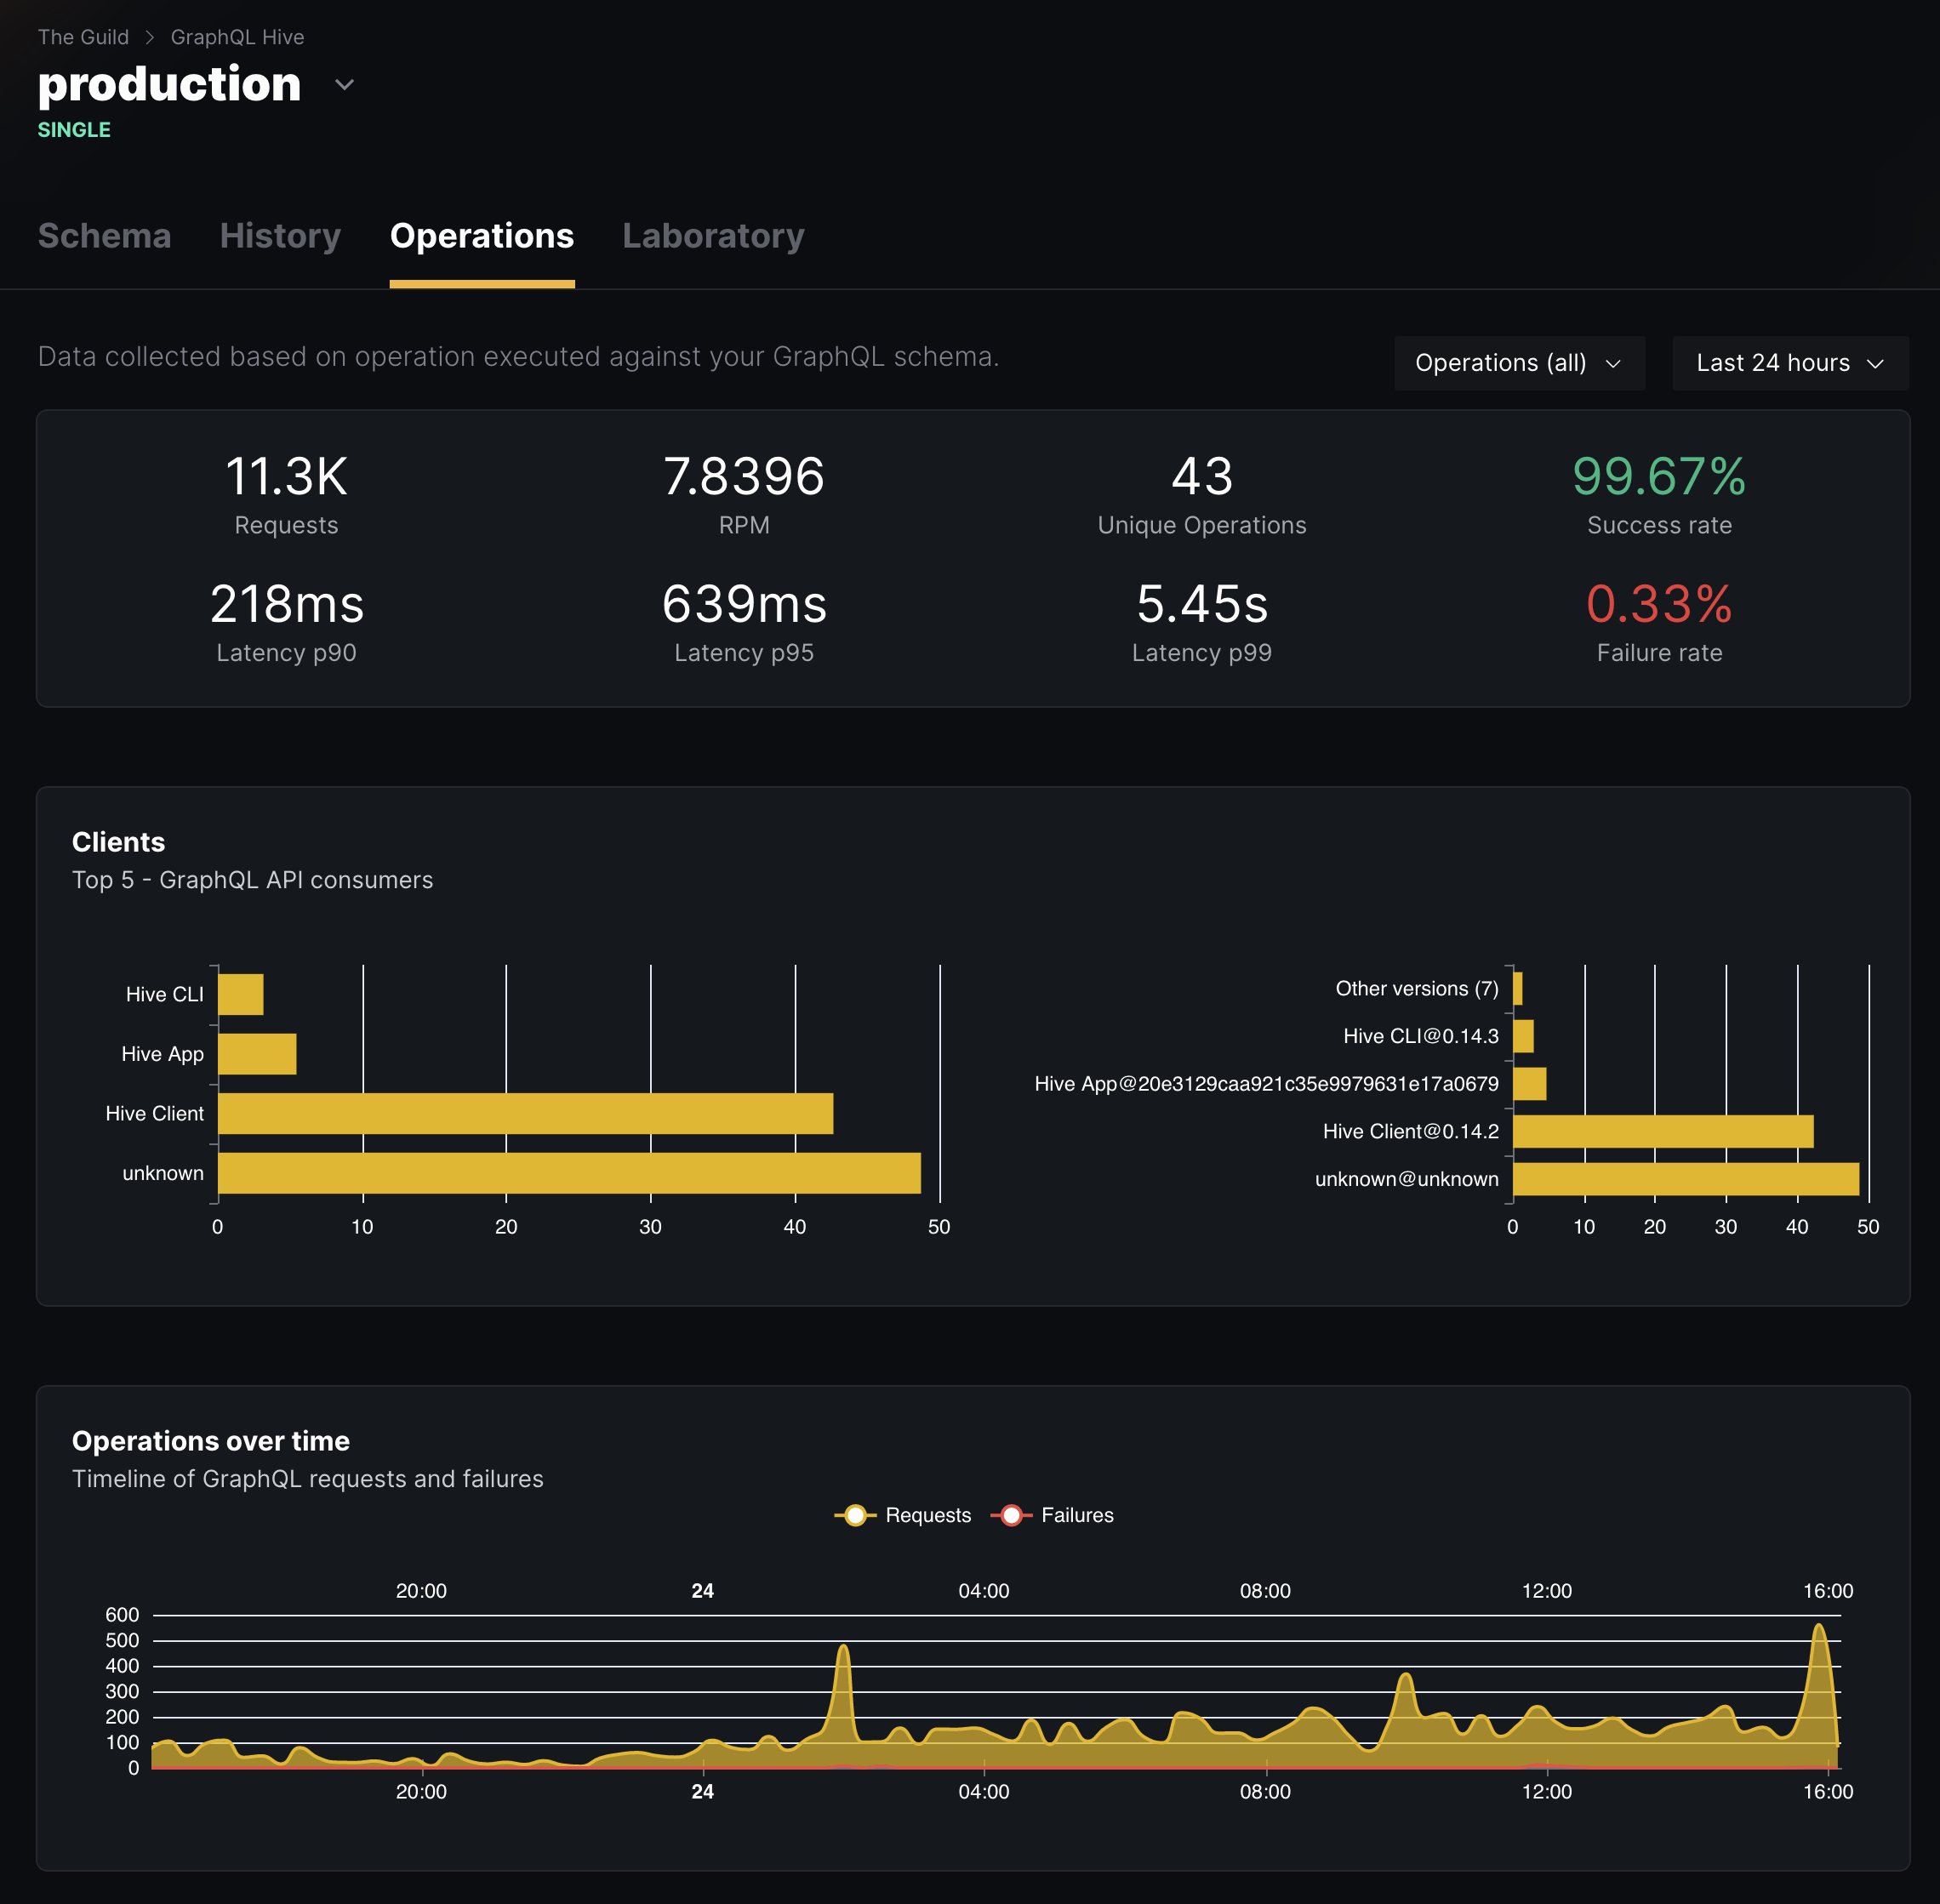 The Guild > GraphQL Hive
production
SINGLE
Schema History Operations Laboratory
Data collected based on operation executed against your GraphQL schema.
Operations (all) Last 24 hours
11.3K 7.8396 43 99.67%
Requests RPM Unique Operations Success rate
218ms 639ms 5.45s 0.33%
Latency p90 Latency p95 Latency p99 Failure rate
Clients
Top 5 - GraphQL API consumers
Hive CLI
Hive App
Hive Client
unknown
0 10 20 30 40 50
Other versions (7)
Hive CLI@0.14.3
Hive App@20e3129caa921c35e9979631e17a0679
Hive Client@0.14.2
unknown@unknown
0 10 20 30 40 50
Operations over time
Timeline of GraphQL requests and failures
Requests Failures
20:00 24 04:00 08:00 12:00 16:00
600
500
400
300
200
100
0
20:00 24 04:00 08:00 12:00 16:00